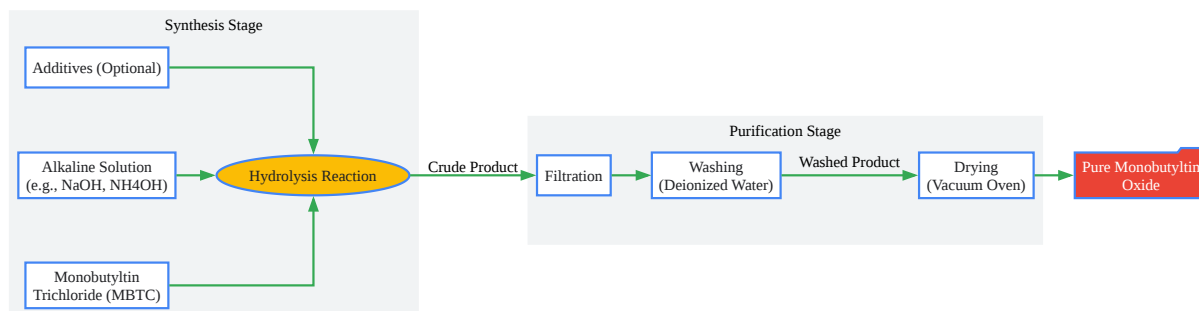 Synthesis Stage
Additives (Optional)
Alkaline Solution
(e.g., NaOH, NH4OH)
Hydrolysis Reaction
Monobutyltin
Trichloride (MBTC)
Crude Product
Purification Stage
Filtration
Washing
(Deionized Water)
Washed Product
Drying
(Vacuum Oven)
Pure Monobutyltin
Oxide